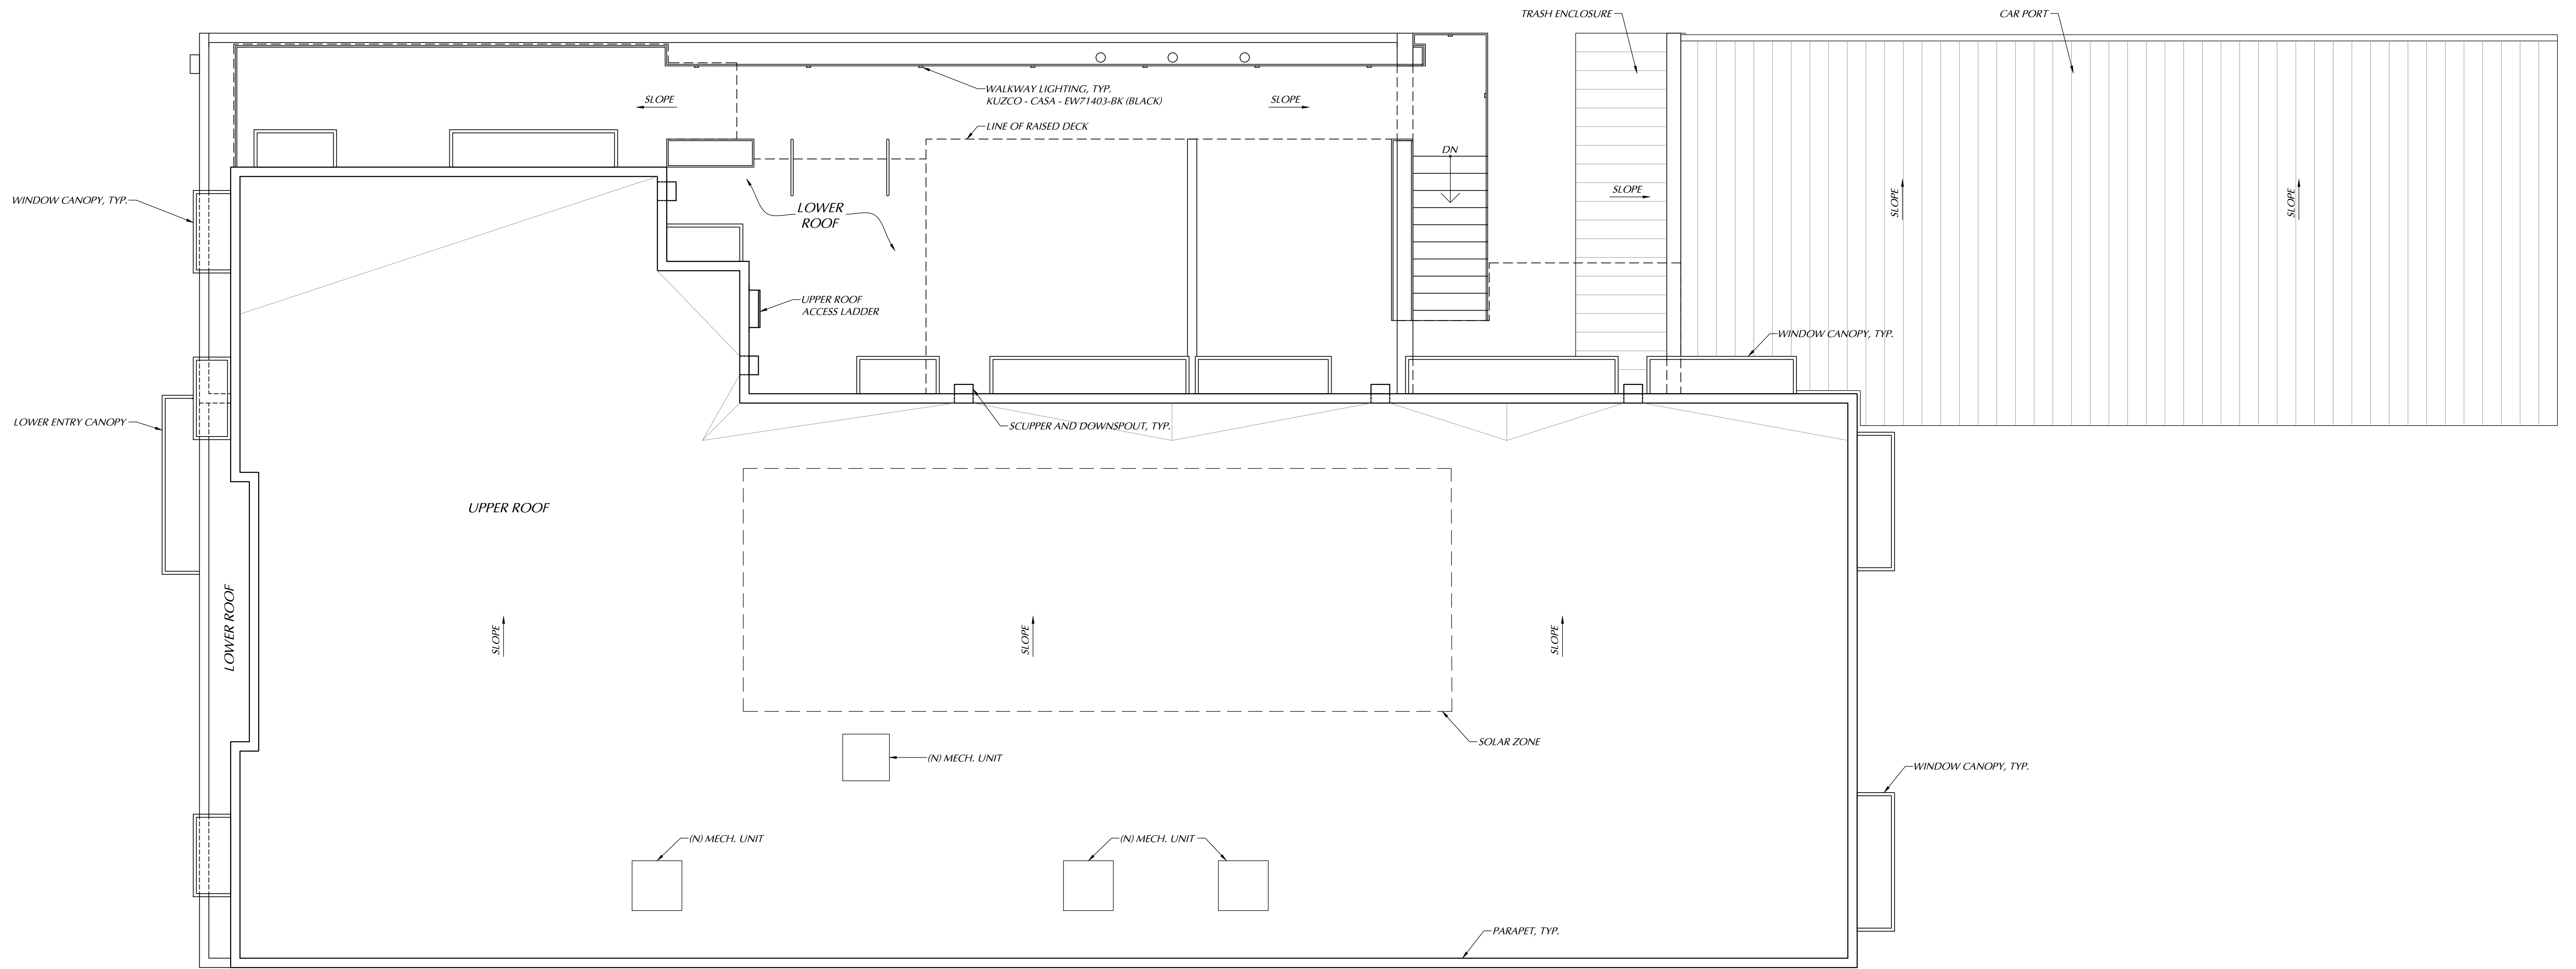 TRASH ENCLOSURE
CAR PORT
WALKWAY LIGHTING, TYP.
KUZCO - CASA - EW71403-BK (BLACK)
SLOPE
SLOPE
LINE OF RAISED DECK
DN
SLOPE
SLOPE
SLOPE
WINDOW CANOPY, TYP.
LOWER
ROOF
UPPER ROOF
ACCESS LADDER
WINDOW CANOPY, TYP.
LOWER ENTRY CANOPY
SCUPPER AND DOWNSPOUT, TYP.
UPPER ROOF
LOWER ROOF
SLOPE
SLOPE
SLOPE
SOLAR ZONE
(N) MECH. UNIT
WINDOW CANOPY, TYP.
(N) MECH. UNIT
(N) MECH. UNIT
PARAPET, TYP.